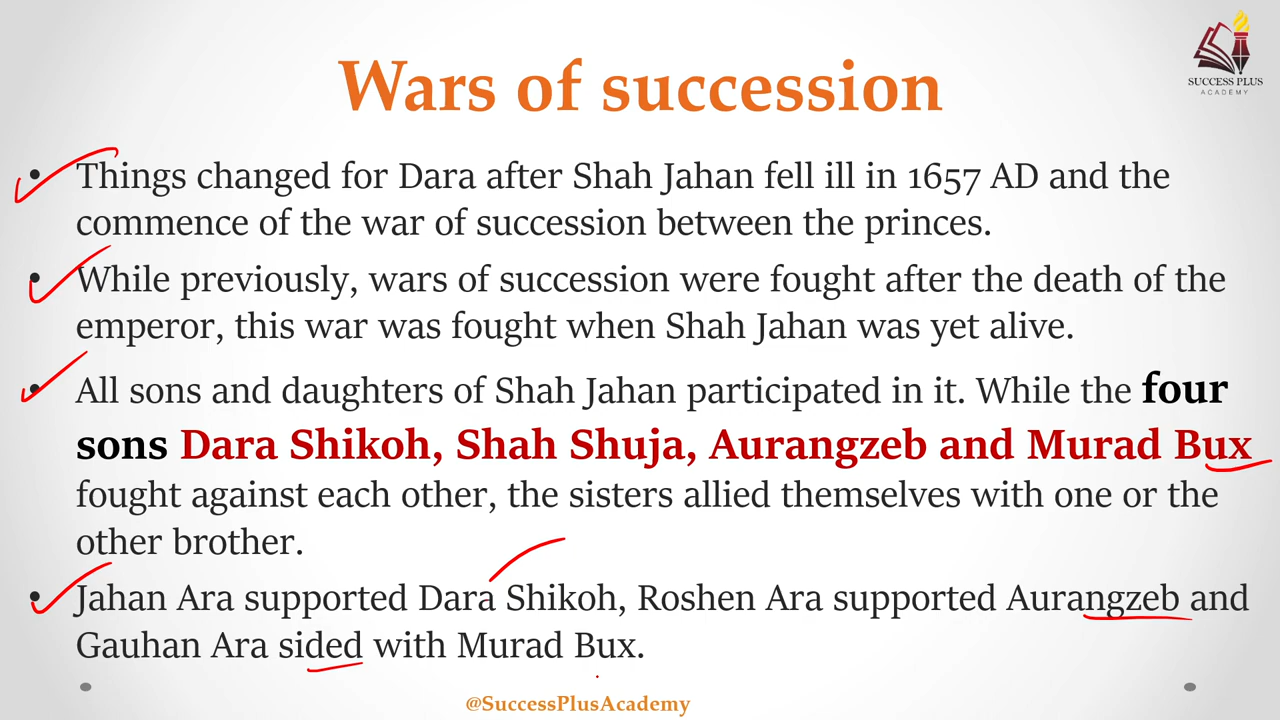 SUCCESS PLUS
ACADEMY
Wars of succession
• Things changed for Dara after Shah Jahan fell ill in 1657 AD and the
commence of the war of succession between the princes.
• While previously, wars of succession were fought after the death of the
emperor, this war was fought when Shah Jahan was yet alive.
• All sons and daughters of Shah Jahan participated in it. While the four
sons Dara Shikoh, Shah Shuja, Aurangzeb and Murad Bux
fought against each other, the sisters allied themselves with one or the
other brother.
• Jahan Ara supported Dara Shikoh, Roshen Ara supported Aurangzeb and
Gauhan Ara sided with Murad Bux.
@SuccessPlusAcademy